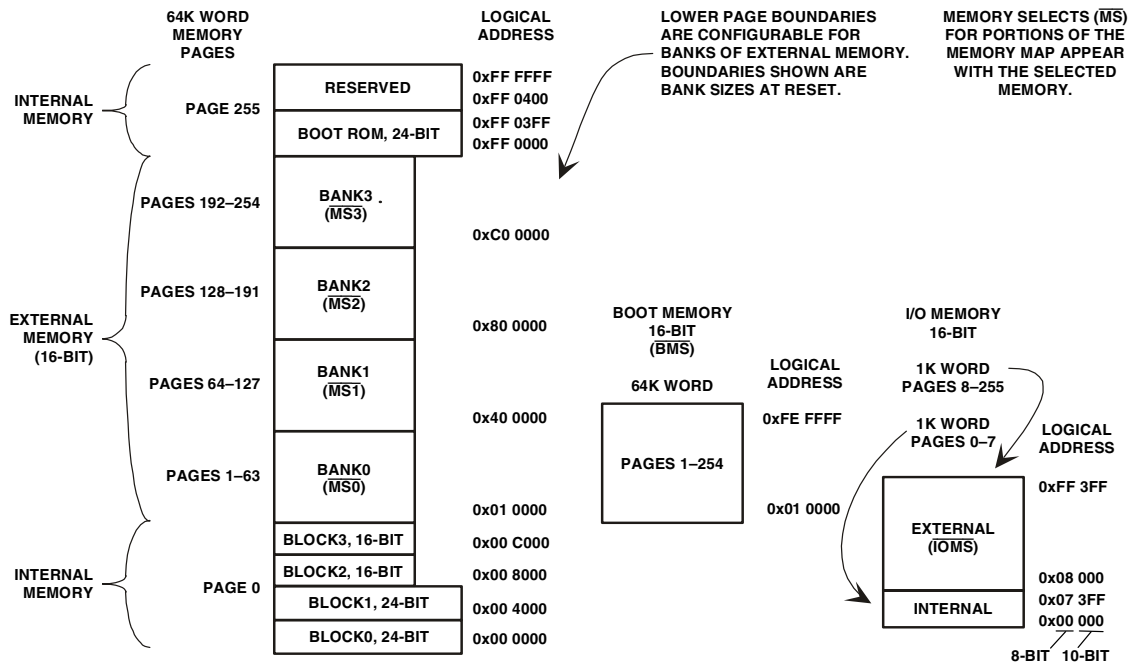 64K WORD
MEMORY
PAGES
LOGICAL
ADDRESS
LOWER PAGE BOUNDARIES
ARE CONFIGURABLE FOR
BANKS OF EXTERNAL MEMORY.
BOUNDARIES SHOWN ARE
BANK SIZES AT RESET.
MEMORY SELECTS (MS)
FOR PORTIONS OF THE
MEMORY MAP APPEAR
WITH THE SELECTED
MEMORY.
INTERNAL
MEMORY
PAGE 255
RESERVED
0xFF FFFF
0xFF 0400
BOOT ROM, 24-BIT
0xFF 03FF
0xFF 0000
EXTERNAL
MEMORY
(16-BIT)
PAGES 192–254
BANK3 .
(MS3)
0xC0 0000
PAGES 128–191
BANK2
(MS2)
0x80 0000
PAGES 64–127
BANK1
(MS1)
0x40 0000
PAGES 1–63
BANK0
(MS0)
0x01 0000
INTERNAL
MEMORY
PAGE 0
BLOCK3, 16-BIT
0x00 C000
BLOCK2, 16-BIT
0x00 8000
BLOCK1, 24-BIT
0x00 4000
BLOCK0, 24-BIT
0x00 0000
BOOT MEMORY
16-BIT
(BMS)
64K WORD
LOGICAL
ADDRESS
PAGES 1–254
0xFE FFFF
0x01 0000
I/O MEMORY
16-BIT
1K WORD
PAGES 8–255
1K WORD
PAGES 0–7
LOGICAL
ADDRESS
EXTERNAL
(IOMS)
0xFF 3FF
0x08 000
INTERNAL
0x07 3FF
0x00 000
8-BIT 10-BIT